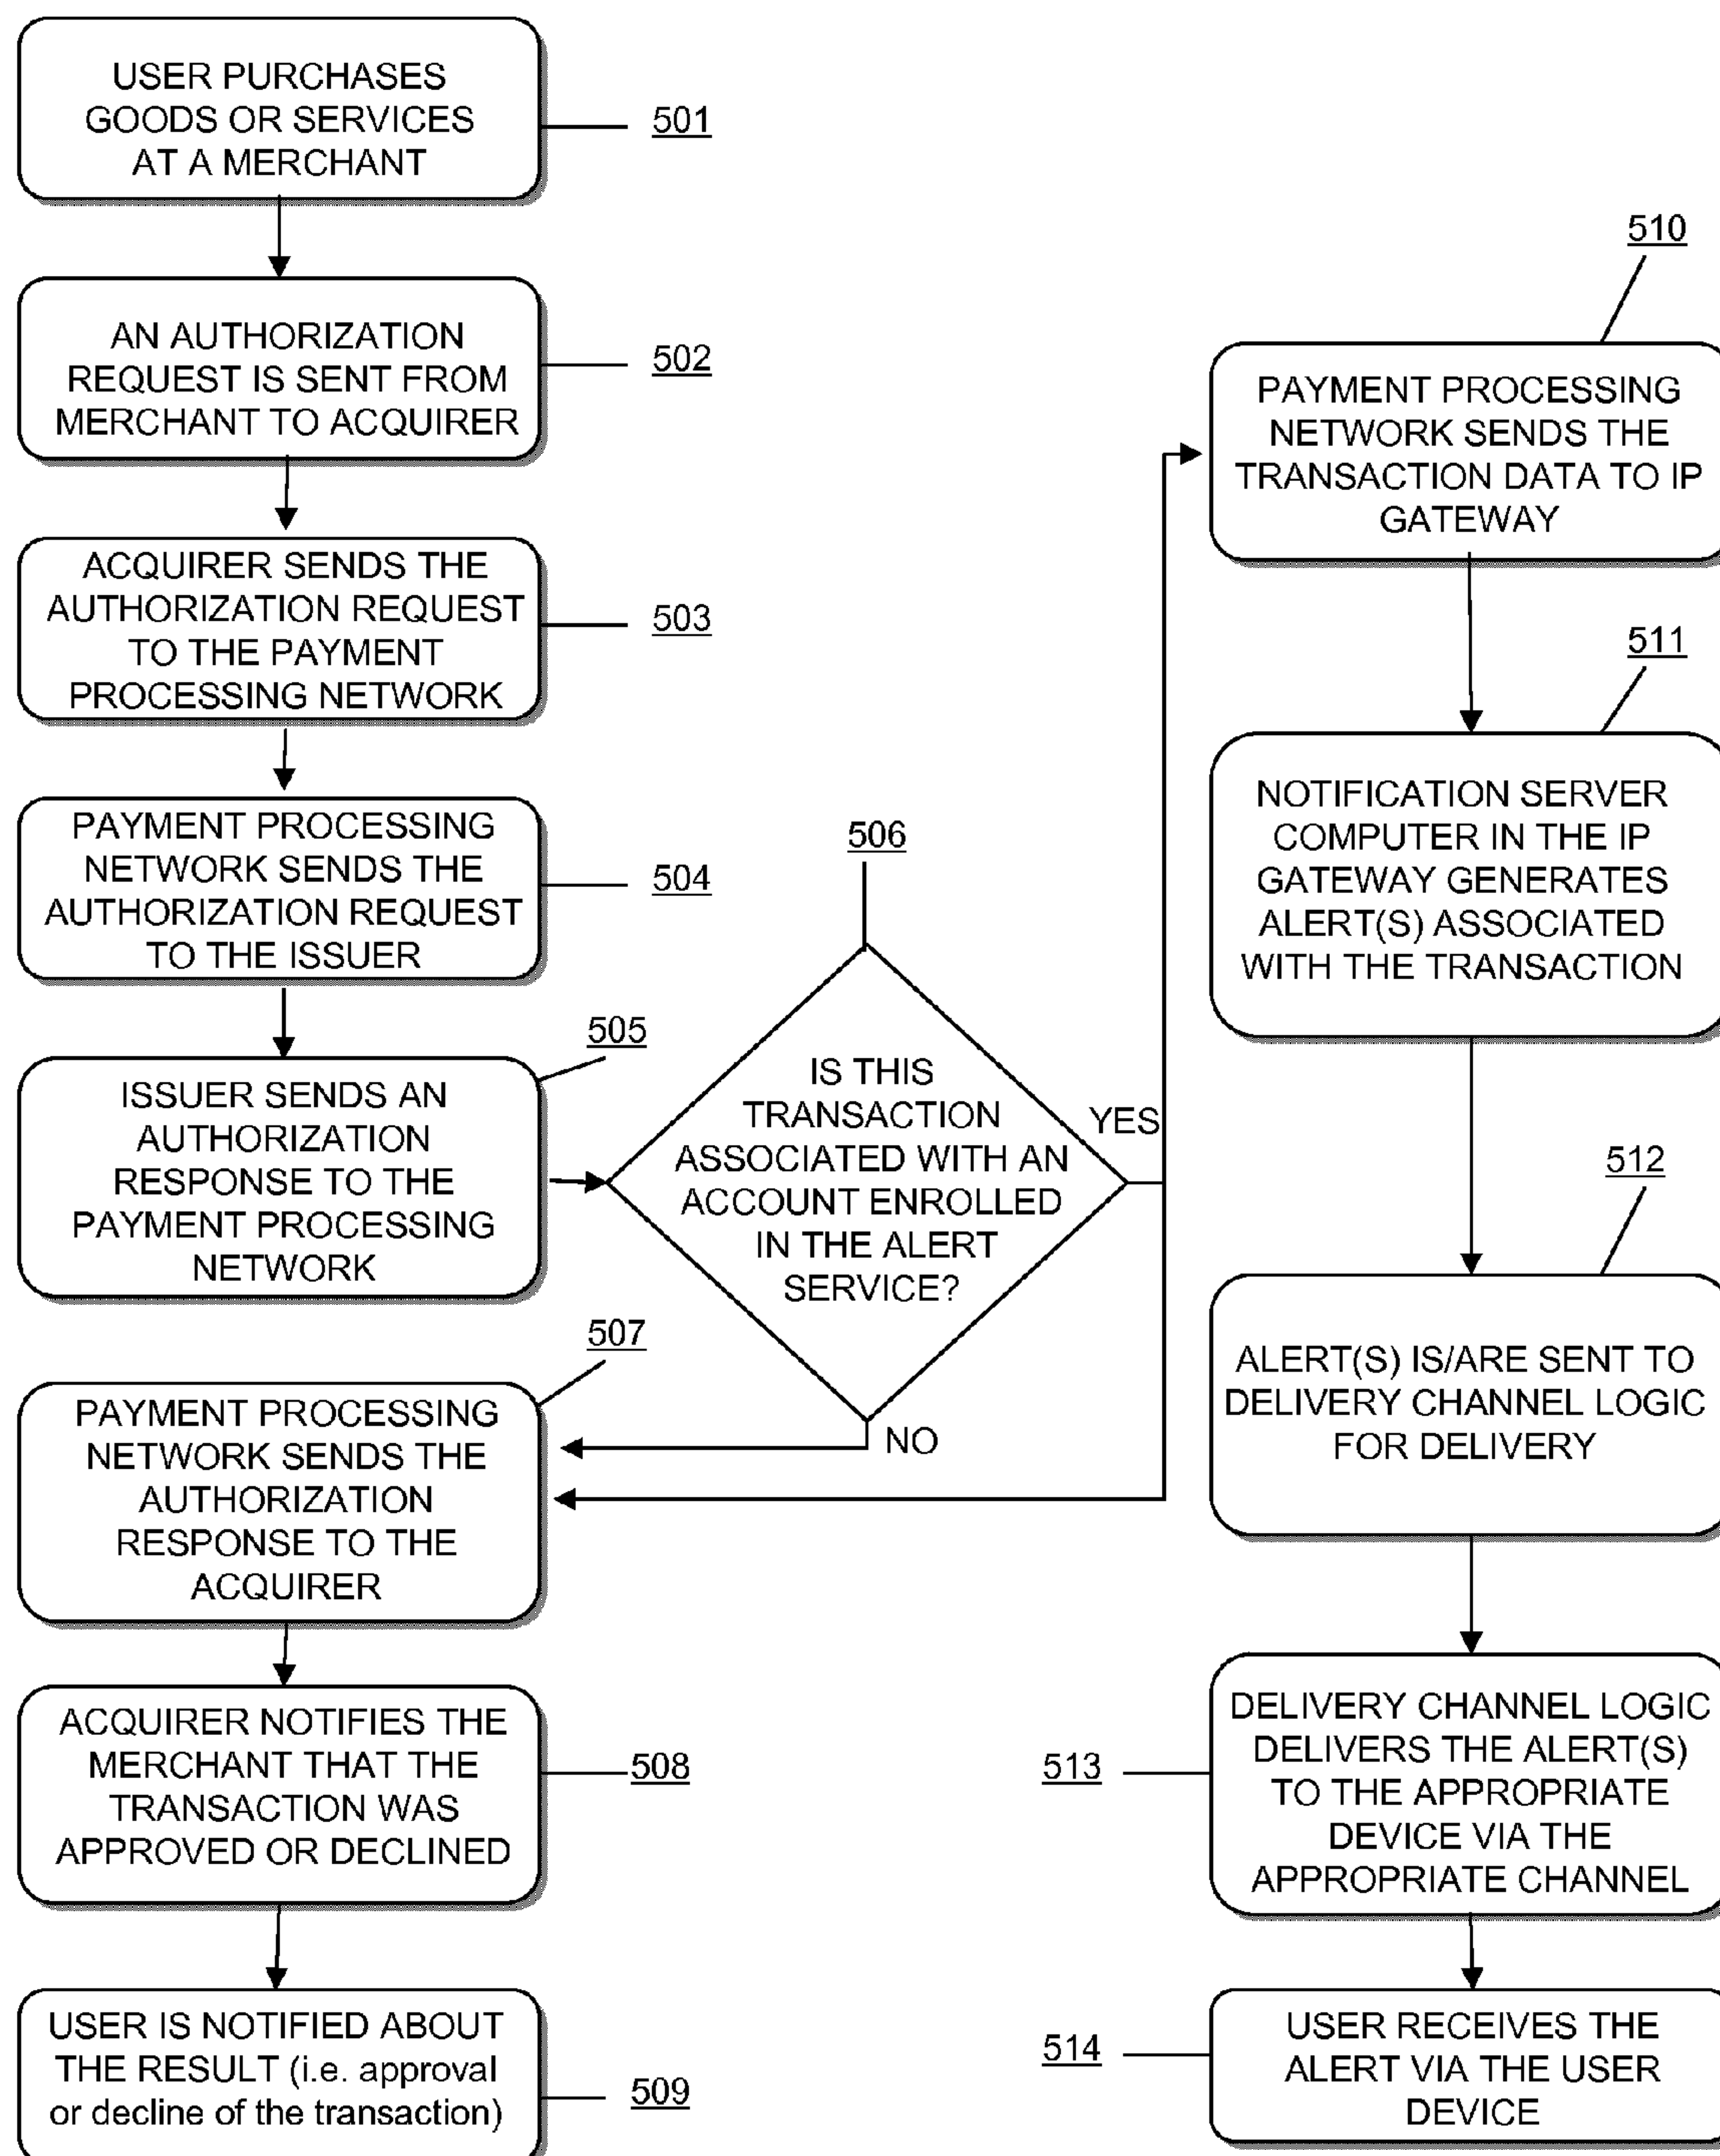 USER PURCHASES
GOODS OR SERVICES
AT A MERCHANT
501
AN AUTHORIZATION
REQUEST IS SENT FROM
MERCHANT TO ACQUIRER
502
ACQUIRER SENDS THE
AUTHORIZATION REQUEST
TO THE PAYMENT
PROCESSING NETWORK
503
PAYMENT PROCESSING
NETWORK SENDS THE
AUTHORIZATION REQUEST
TO THE ISSUER
504
ISSUER SENDS AN
AUTHORIZATION
RESPONSE TO THE
PAYMENT PROCESSING
NETWORK
505
506
IS THIS
TRANSACTION
ASSOCIATED WITH AN
ACCOUNT ENROLLED
IN THE ALERT
SERVICE?
YES
NO
507
PAYMENT PROCESSING
NETWORK SENDS THE
AUTHORIZATION
RESPONSE TO THE
ACQUIRER
ACQUIRER NOTIFIES THE
MERCHANT THAT THE
TRANSACTION WAS
APPROVED OR DECLINED
508
USER IS NOTIFIED ABOUT
THE RESULT (i.e. approval
or decline of the transaction)
509
510
PAYMENT PROCESSING
NETWORK SENDS THE
TRANSACTION DATA TO IP
GATEWAY
511
NOTIFICATION SERVER
COMPUTER IN THE IP
GATEWAY GENERATES
ALERT(S) ASSOCIATED
WITH THE TRANSACTION
512
ALERT(S) IS/ARE SENT TO
DELIVERY CHANNEL LOGIC
FOR DELIVERY
513
DELIVERY CHANNEL LOGIC
DELIVERS THE ALERT(S)
TO THE APPROPRIATE
DEVICE VIA THE
APPROPRIATE CHANNEL
514
USER RECEIVES THE
ALERT VIA THE USER
DEVICE